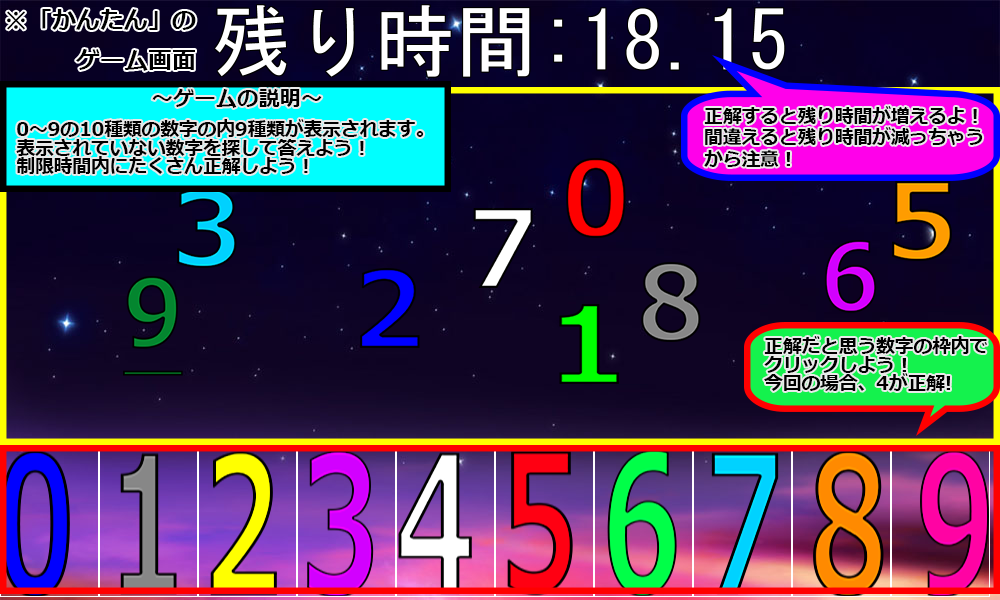 ※「かんたん」の
ゲーム画面
残り時間:18.15
～ゲームの説明～
0～9の10種類の数字の内9種類が表示されます。
表示されていない数字を探して答えよう！
制限時間内にたくさん正解しよう！
正解すると残り時間が増えるよ！
間違えると残り時間が減っちゃう
から注意！
3
7
0
5
9
2
1
8
6
正解だと思う数字の枠内で
クリックしよう！
今回の場合、4が正解!
0 1 2 3 4 5 6 7 8 9